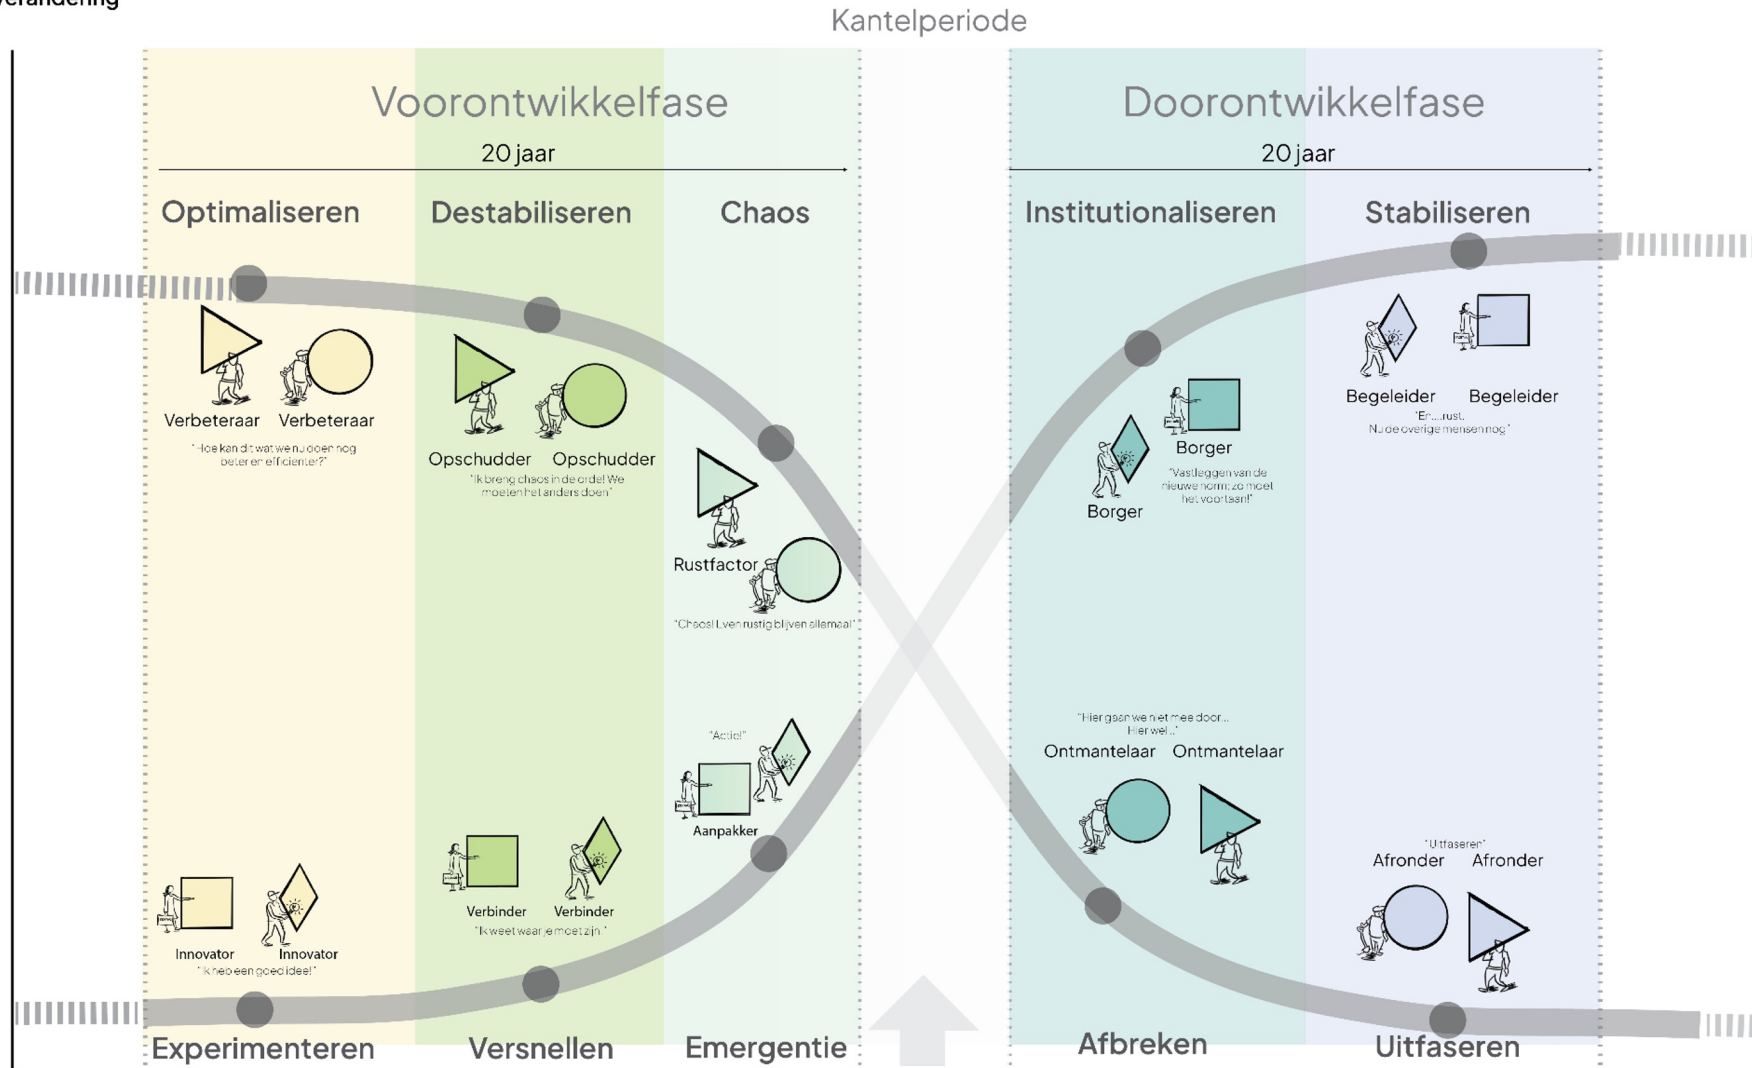 verandering
Kantelperiode
Voorontwikkelfase
Doorontwikkelfase
20 jaar
20 jaar
Optimaliseren
Destabiliseren
Chaos
Institutionaliseren
Stabiliseren
Verbeteraar
Verbeteraar
"Hoe kan dit wat we nu doen nog
beter en efficienter?"
Opschudder
Opschudder
"Ik breng chaos in de orde! We
moeten het anders doen"
Rustfactor
"Chaos! Even rustig blijven allemaal"
Borger
"Vastleggen van de
nieuwe norm; zo moet
het voortaan!"
Borger
Begeleider
Begeleider
"En....rust.
Nu de overige mensen nog"
"Actie!"
Aanpakker
"Hier gaan we niet mee door...
Hier wel..."
Ontmantelaar
Ontmantelaar
Verbinder
Verbinder
"Ik weet waar je moet zijn."
"Uitfaseren"
Afronder
Afronder
Innovator
Innovator
"Ik heb een goed idee!"
Experimenteren
Versnellen
Emergentie
Afbreken
Uitfaseren